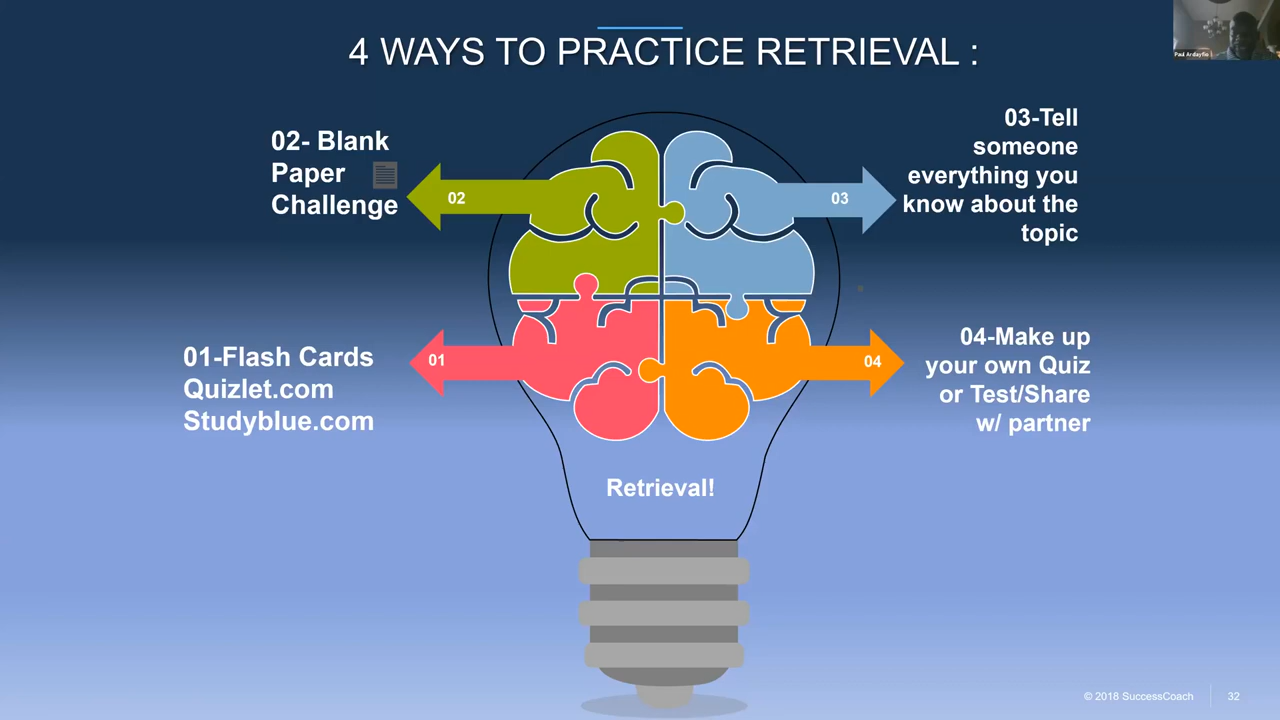 4 WAYS TO PRACTICE RETRIEVAL :
Paul Ardayfio
02- Blank
Paper
Challenge
02
03
03-Tell
someone
everything you
know about the
topic
01-Flash Cards
Quizlet.com
Studyblue.com
01
04
04-Make up
your own Quiz
or Test/Share
w/ partner
Retrieval!
© 2018 SuccessCoach
32